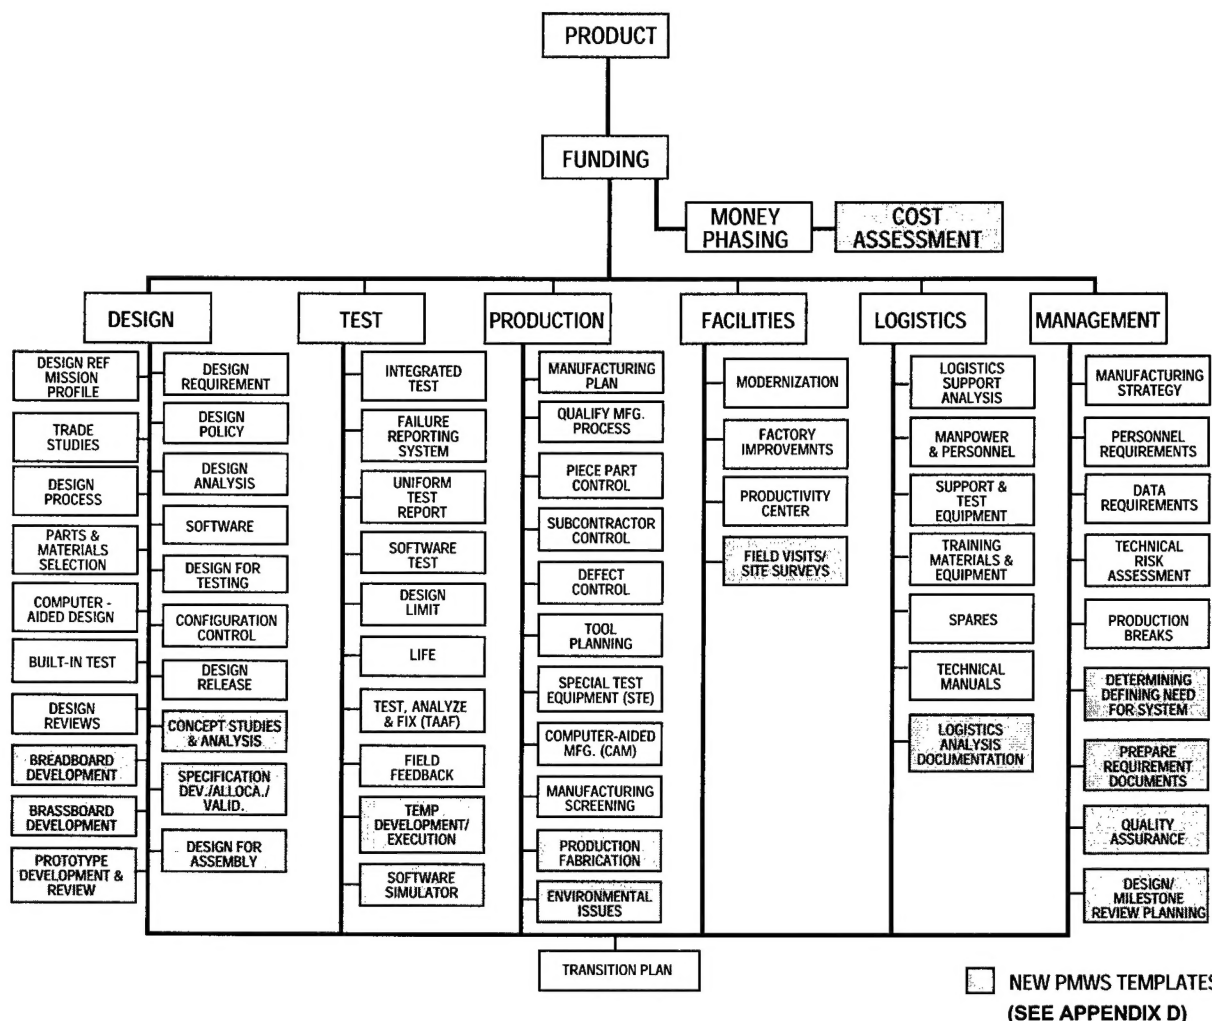 PRODUCT
FUNDING
MONEY
PHASING
COST
ASSESSMENT
DESIGN
TEST
PRODUCTION
FACILITIES
LOGISTICS
MANAGEMENT
DESIGN REF
MISSION
PROFILE
TRADE
STUDIES
DESIGN
PROCESS
PARTS &
MATERIALS
SELECTION
COMPUTER -
AIDED DESIGN
BUILT-IN TEST
DESIGN
REVIEWS
BREADBOARD
DEVELOPMENT
BRASSBOARD
DEVELOPMENT
PROTOTYPE
DEVELOPMENT &
REVIEW
DESIGN
REQUIREMENT
DESIGN
POLICY
DESIGN
ANALYSIS
SOFTWARE
DESIGN FOR
TESTING
CONFIGURATION
CONTROL
DESIGN
RELEASE
CONCEPT STUDIES
& ANALYSIS
SPECIFICATION
DEV./ALLOCA./
VALID.
DESIGN FOR
ASSEMBLY
INTEGRATED
TEST
FAILURE
REPORTING
SYSTEM
UNIFORM
TEST
REPORT
SOFTWARE
TEST
DESIGN
LIMIT
LIFE
TEST, ANALYZE
& FIX (TAAF)
FIELD
FEEDBACK
TEMP
DEVELOPMENT/
EXECUTION
SOFTWARE
SIMULATOR
MANUFACTURING
PLAN
QUALIFY MFG.
PROCESS
PIECE PART
CONTROL
SUBCONTRACTOR
CONTROL
DEFECT
CONTROL
TOOL
PLANNING
SPECIAL TEST
EQUIPMENT (STE)
COMPUTER-AIDED
MFG. (CAM)
MANUFACTURING
SCREENING
PRODUCTION
FABRICATION
ENVIRONMENTAL
ISSUES
MODERNIZATION
FACTORY
IMPROVEMNTS
PRODUCTIVITY
CENTER
FIELD VISITS/
SITE SURVEYS
LOGISTICS
SUPPORT
ANALYSIS
MANPOWER
& PERSONNEL
SUPPORT &
TEST
EQUIPMENT
TRAINING
MATERIALS &
EQUIPMENT
SPARES
TECHNICAL
MANUALS
LOGISTICS
ANALYSIS
DOCUMENTATION
MANUFACTURING
STRATEGY
PERSONNEL
REQUIREMENTS
DATA
REQUIREMENTS
TECHNICAL
RISK
ASSESSMENT
PRODUCTION
BREAKS
DETERMINING
DEFINING NEED
FOR SYSTEM
PREPARE
REQUIREMENT
DOCUMENTS
QUALITY
ASSURANCE
DESIGN/
MILESTONE
REVIEW PLANNING
TRANSITION PLAN
NEW PMWS TEMPLATES
(SEE APPENDIX D)